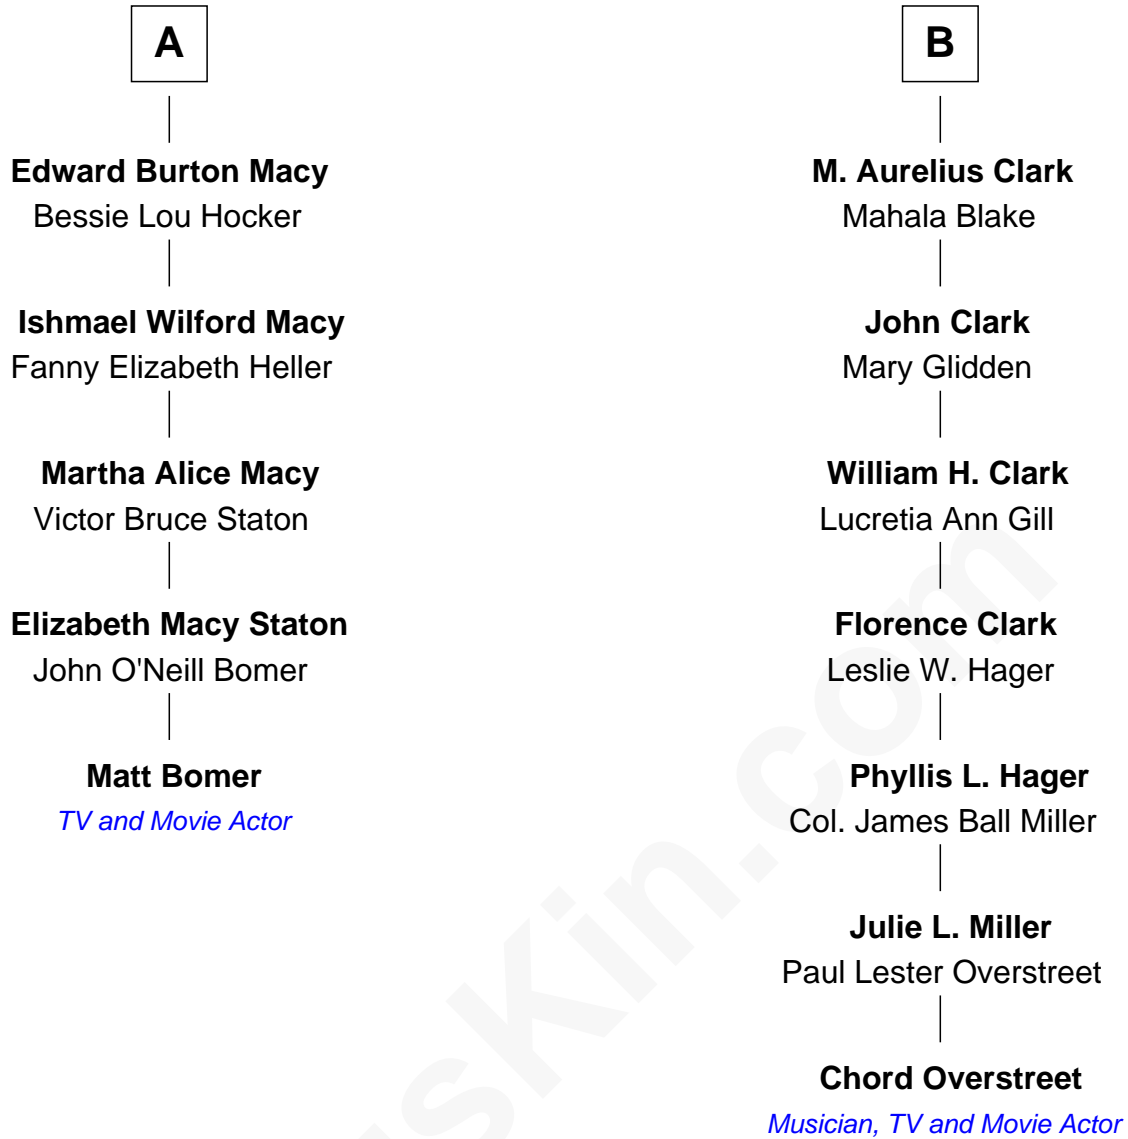 A
Edward Burton Macy
Bessie Lou Hocker
Ishmael Wilford Macy
Fanny Elizabeth Heller
Martha Alice Macy
Victor Bruce Staton
Elizabeth Macy Staton
John O'Neill Bomer
Matt Bomer
TV and Movie Actor
B
M. Aurelius Clark
Mahala Blake
John Clark
Mary Glidden
William H. Clark
Lucretia Ann Gill
Florence Clark
Leslie W. Hager
Phyllis L. Hager
Col. James Ball Miller
Julie L. Miller
Paul Lester Overstreet
Chord Overstreet
Musician, TV and Movie Actor
sKin.com